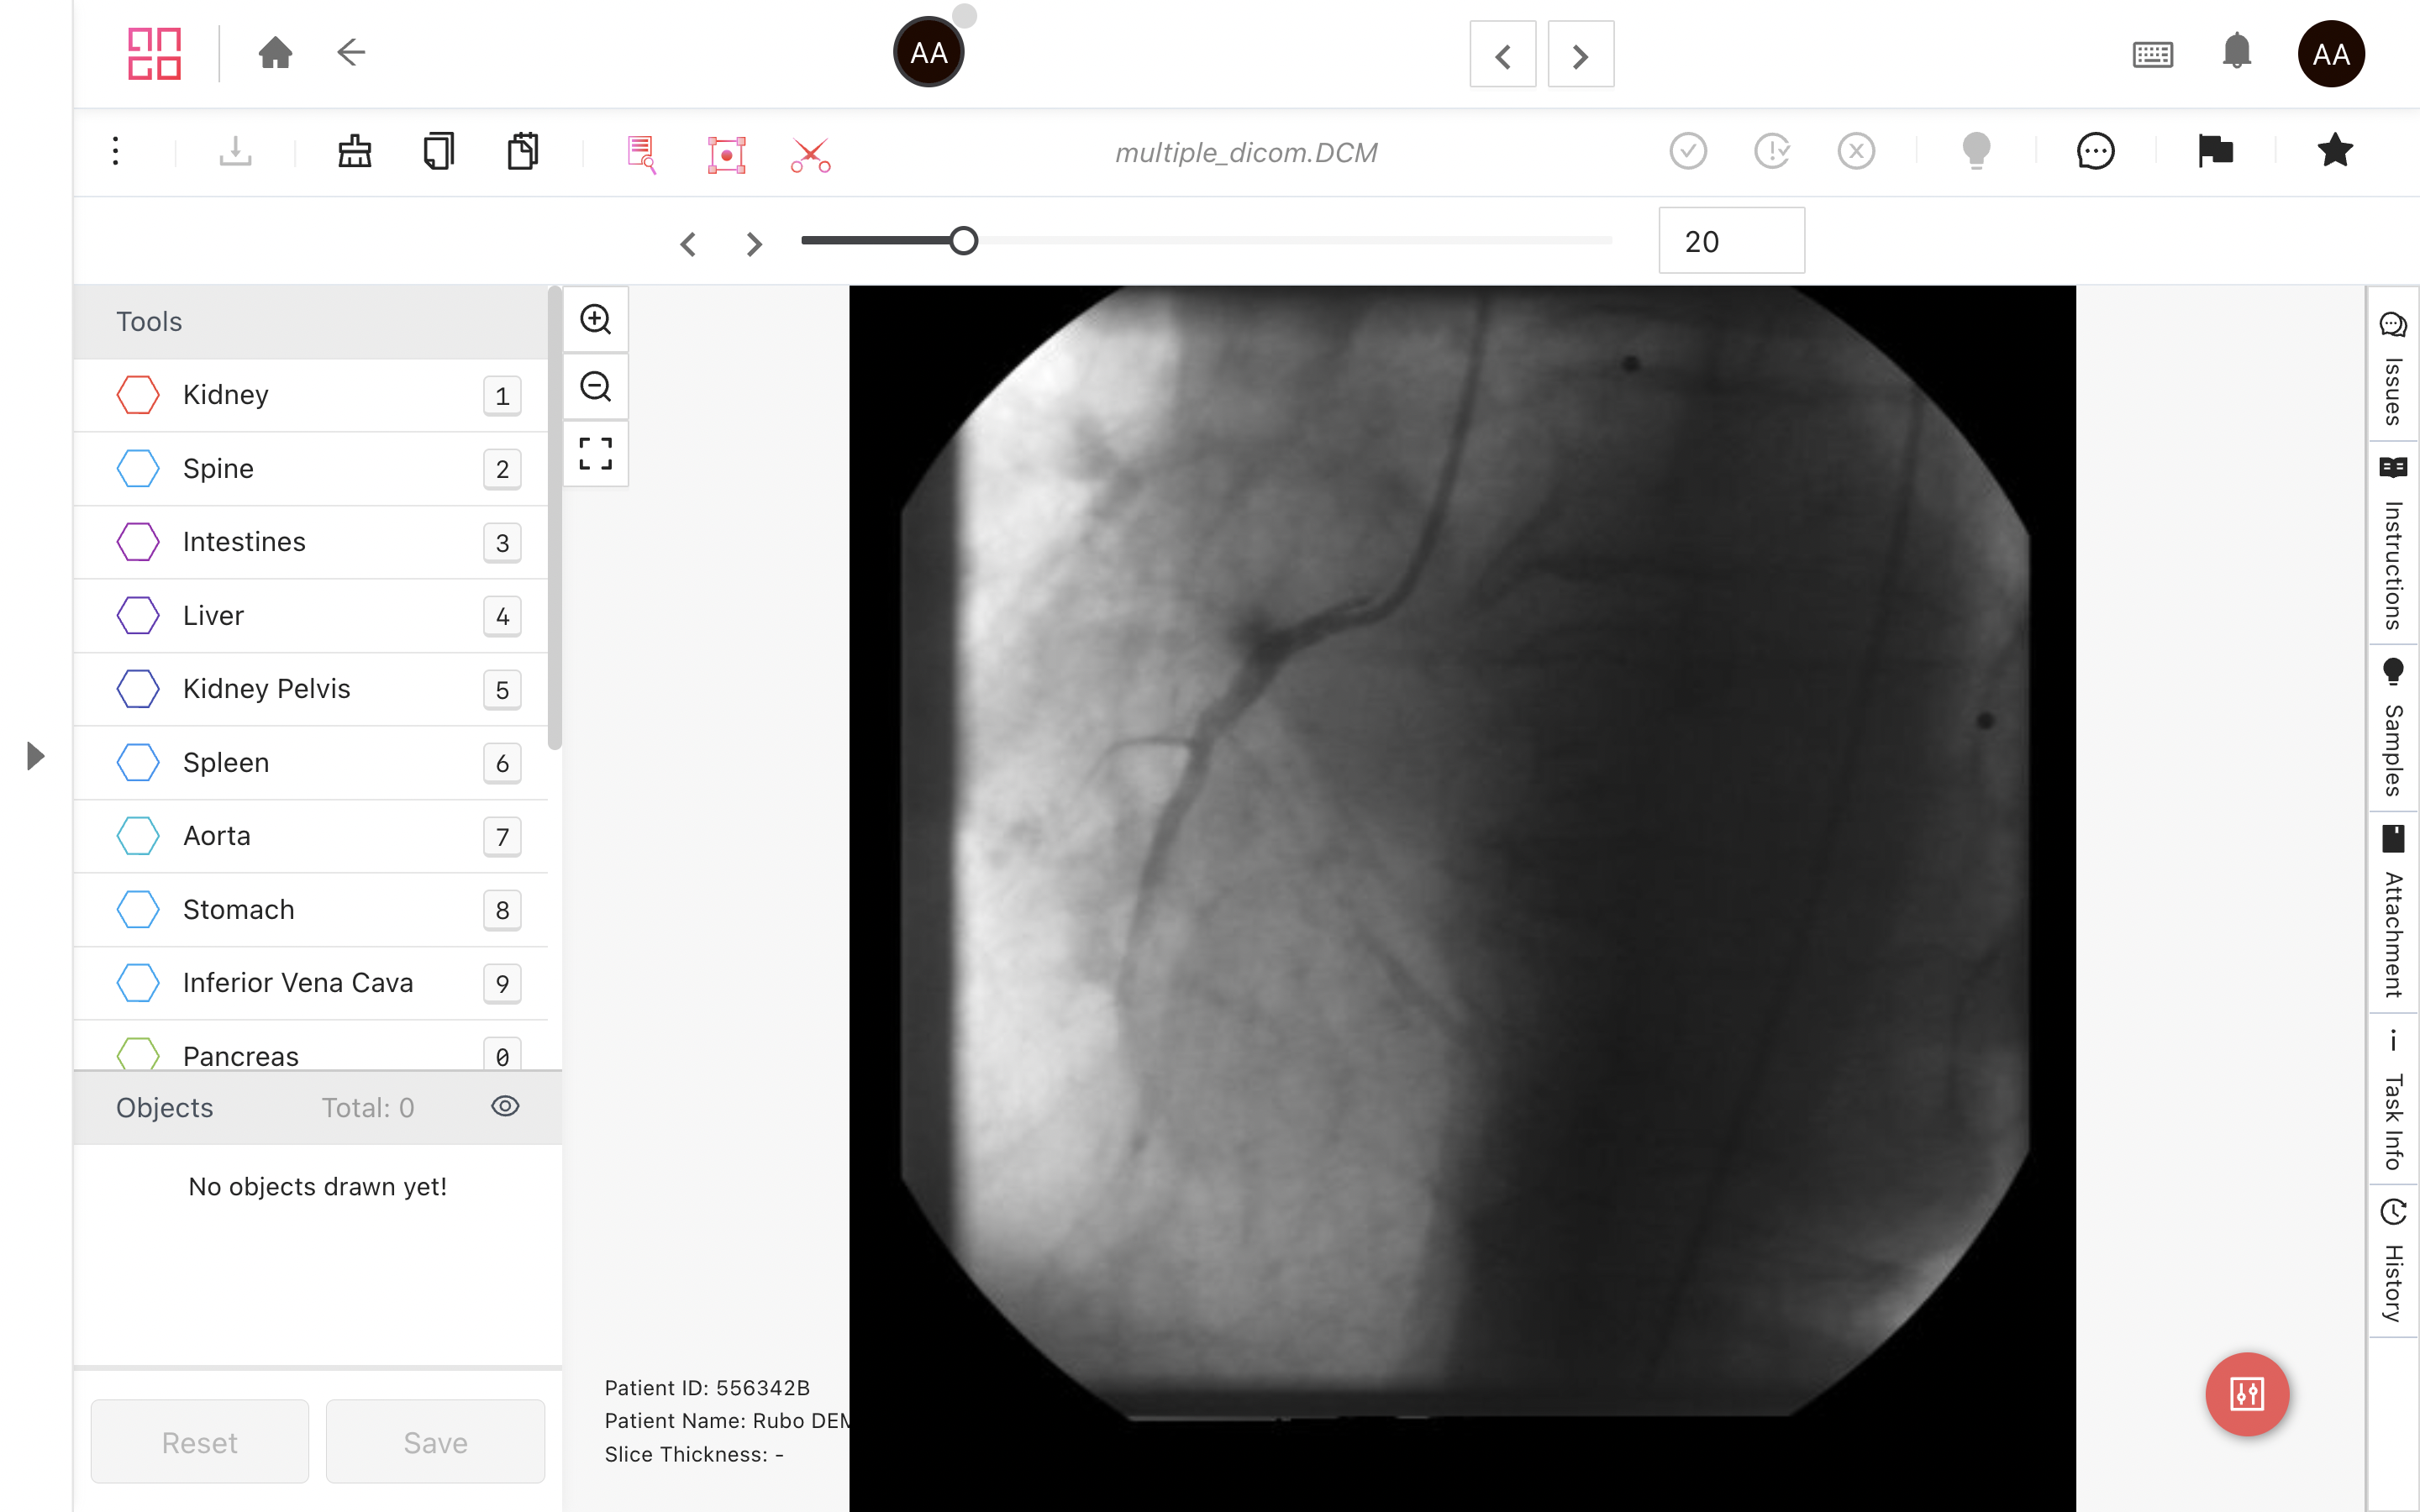 AA
AA
multiple_dicom.DCM
20
Tools
Kidney 1
Spine 2
Intestines 3
Liver 4
Kidney Pelvis 5
Spleen 6
Aorta 7
Stomach 8
Inferior Vena Cava 9
Pancreas 0
Objects Total: 0
No objects drawn yet!
Reset Save
Patient ID: 556342B
Patient Name: Rubo DEM
Slice Thickness: -
Issues
Instructions
Samples
Attachment
Task Info
History